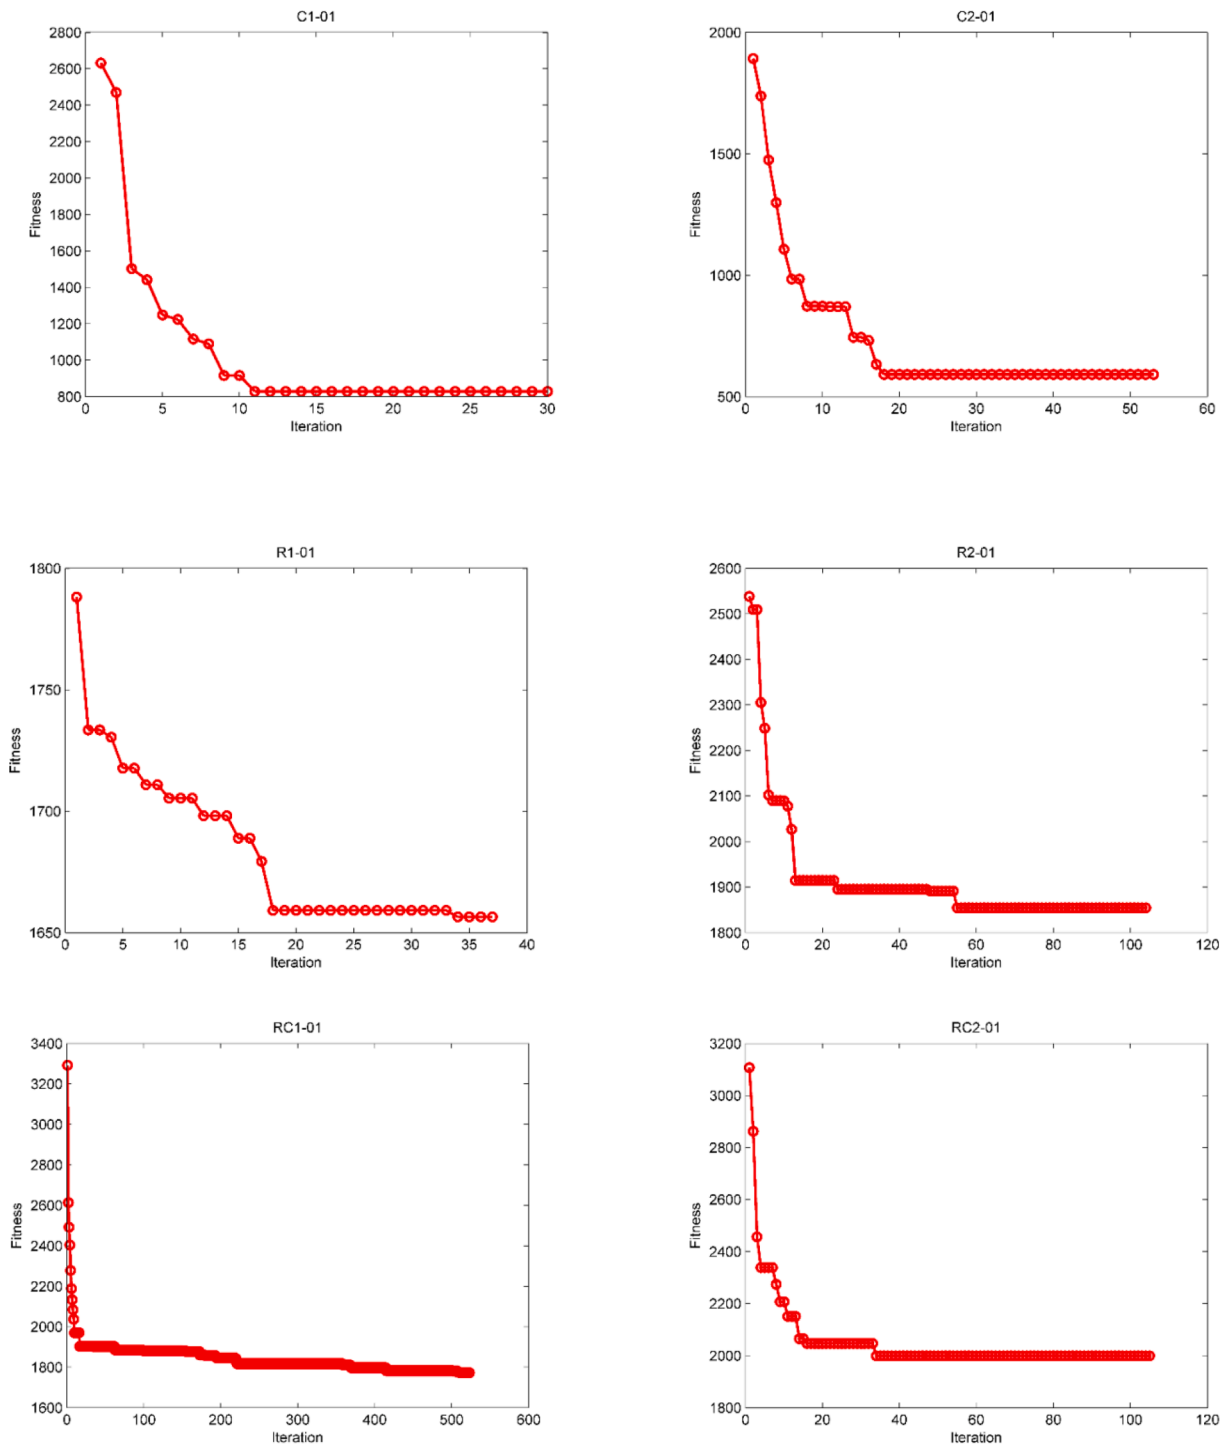 C1-01
2800
2600
2400
2200
2000
1800
1600
1400
1200
1000
800
Fitness
0 5 10 15 20 25 30
Iteration
C2-01
2000
1500
1000
500
Fitness
0 10 20 30 40 50 60
Iteration
R1-01
1800
1750
1700
1650
Fitness
0 5 10 15 20 25 30 35 40
Iteration
R2-01
2600
2500
2400
2300
2200
2100
2000
1900
1800
Fitness
0 20 40 60 80 100 120
Iteration
RC1-01
3400
3200
3000
2800
2600
2400
2200
2000
1800
1600
Fitness
0 100 200 300 400 500 600
Iteration
RC2-01
3200
3000
2800
2600
2400
2200
2000
1800
Fitness
0 20 40 60 80 100 120
Iteration